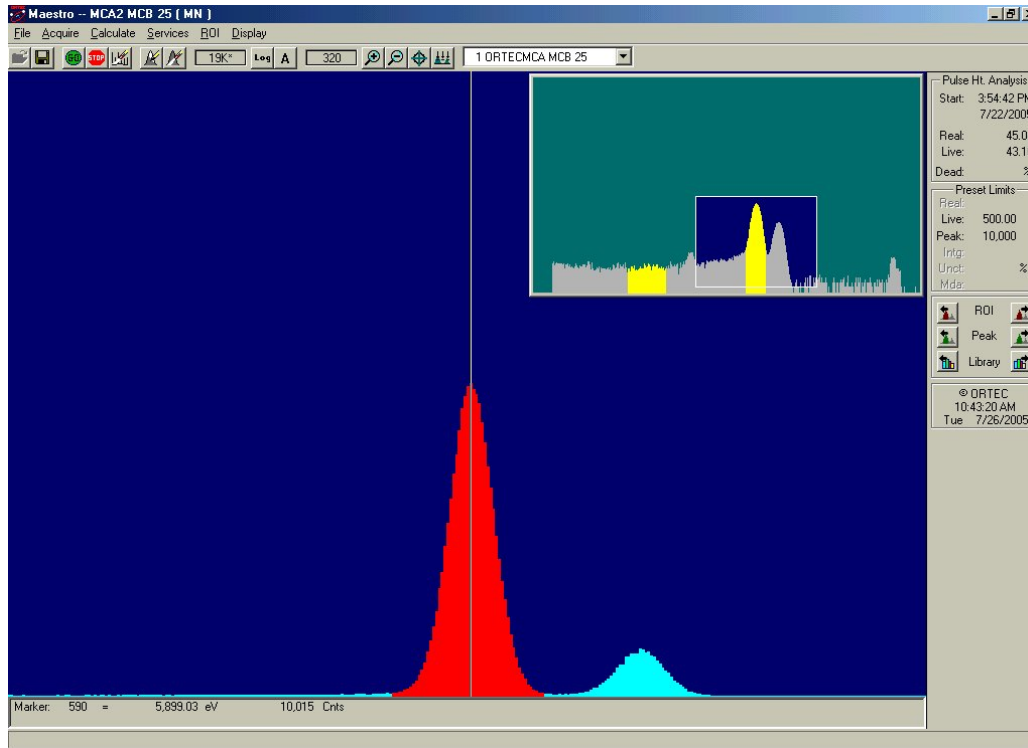 Maestro -- MCA2 MCB 25 ( MN )
File Acquire Calculate Services ROI Display
GO STOP 19K* Log A 320 1 ORTECMCA MCB 25
Pulse Ht. Analysis
Start: 3:54:42 PM
7/22/2005
Real: 45.0
Live: 43.1
Dead: %
Preset Limits
Real:
Live: 500.00
Peak: 10,000
Intg:
Unct: %
Mda:
ROI
Peak
Library
© ORTEC
10:43:20 AM
Tue 7/26/2005
Marker: 590 = 5,899.03 eV 10,015 Cnts